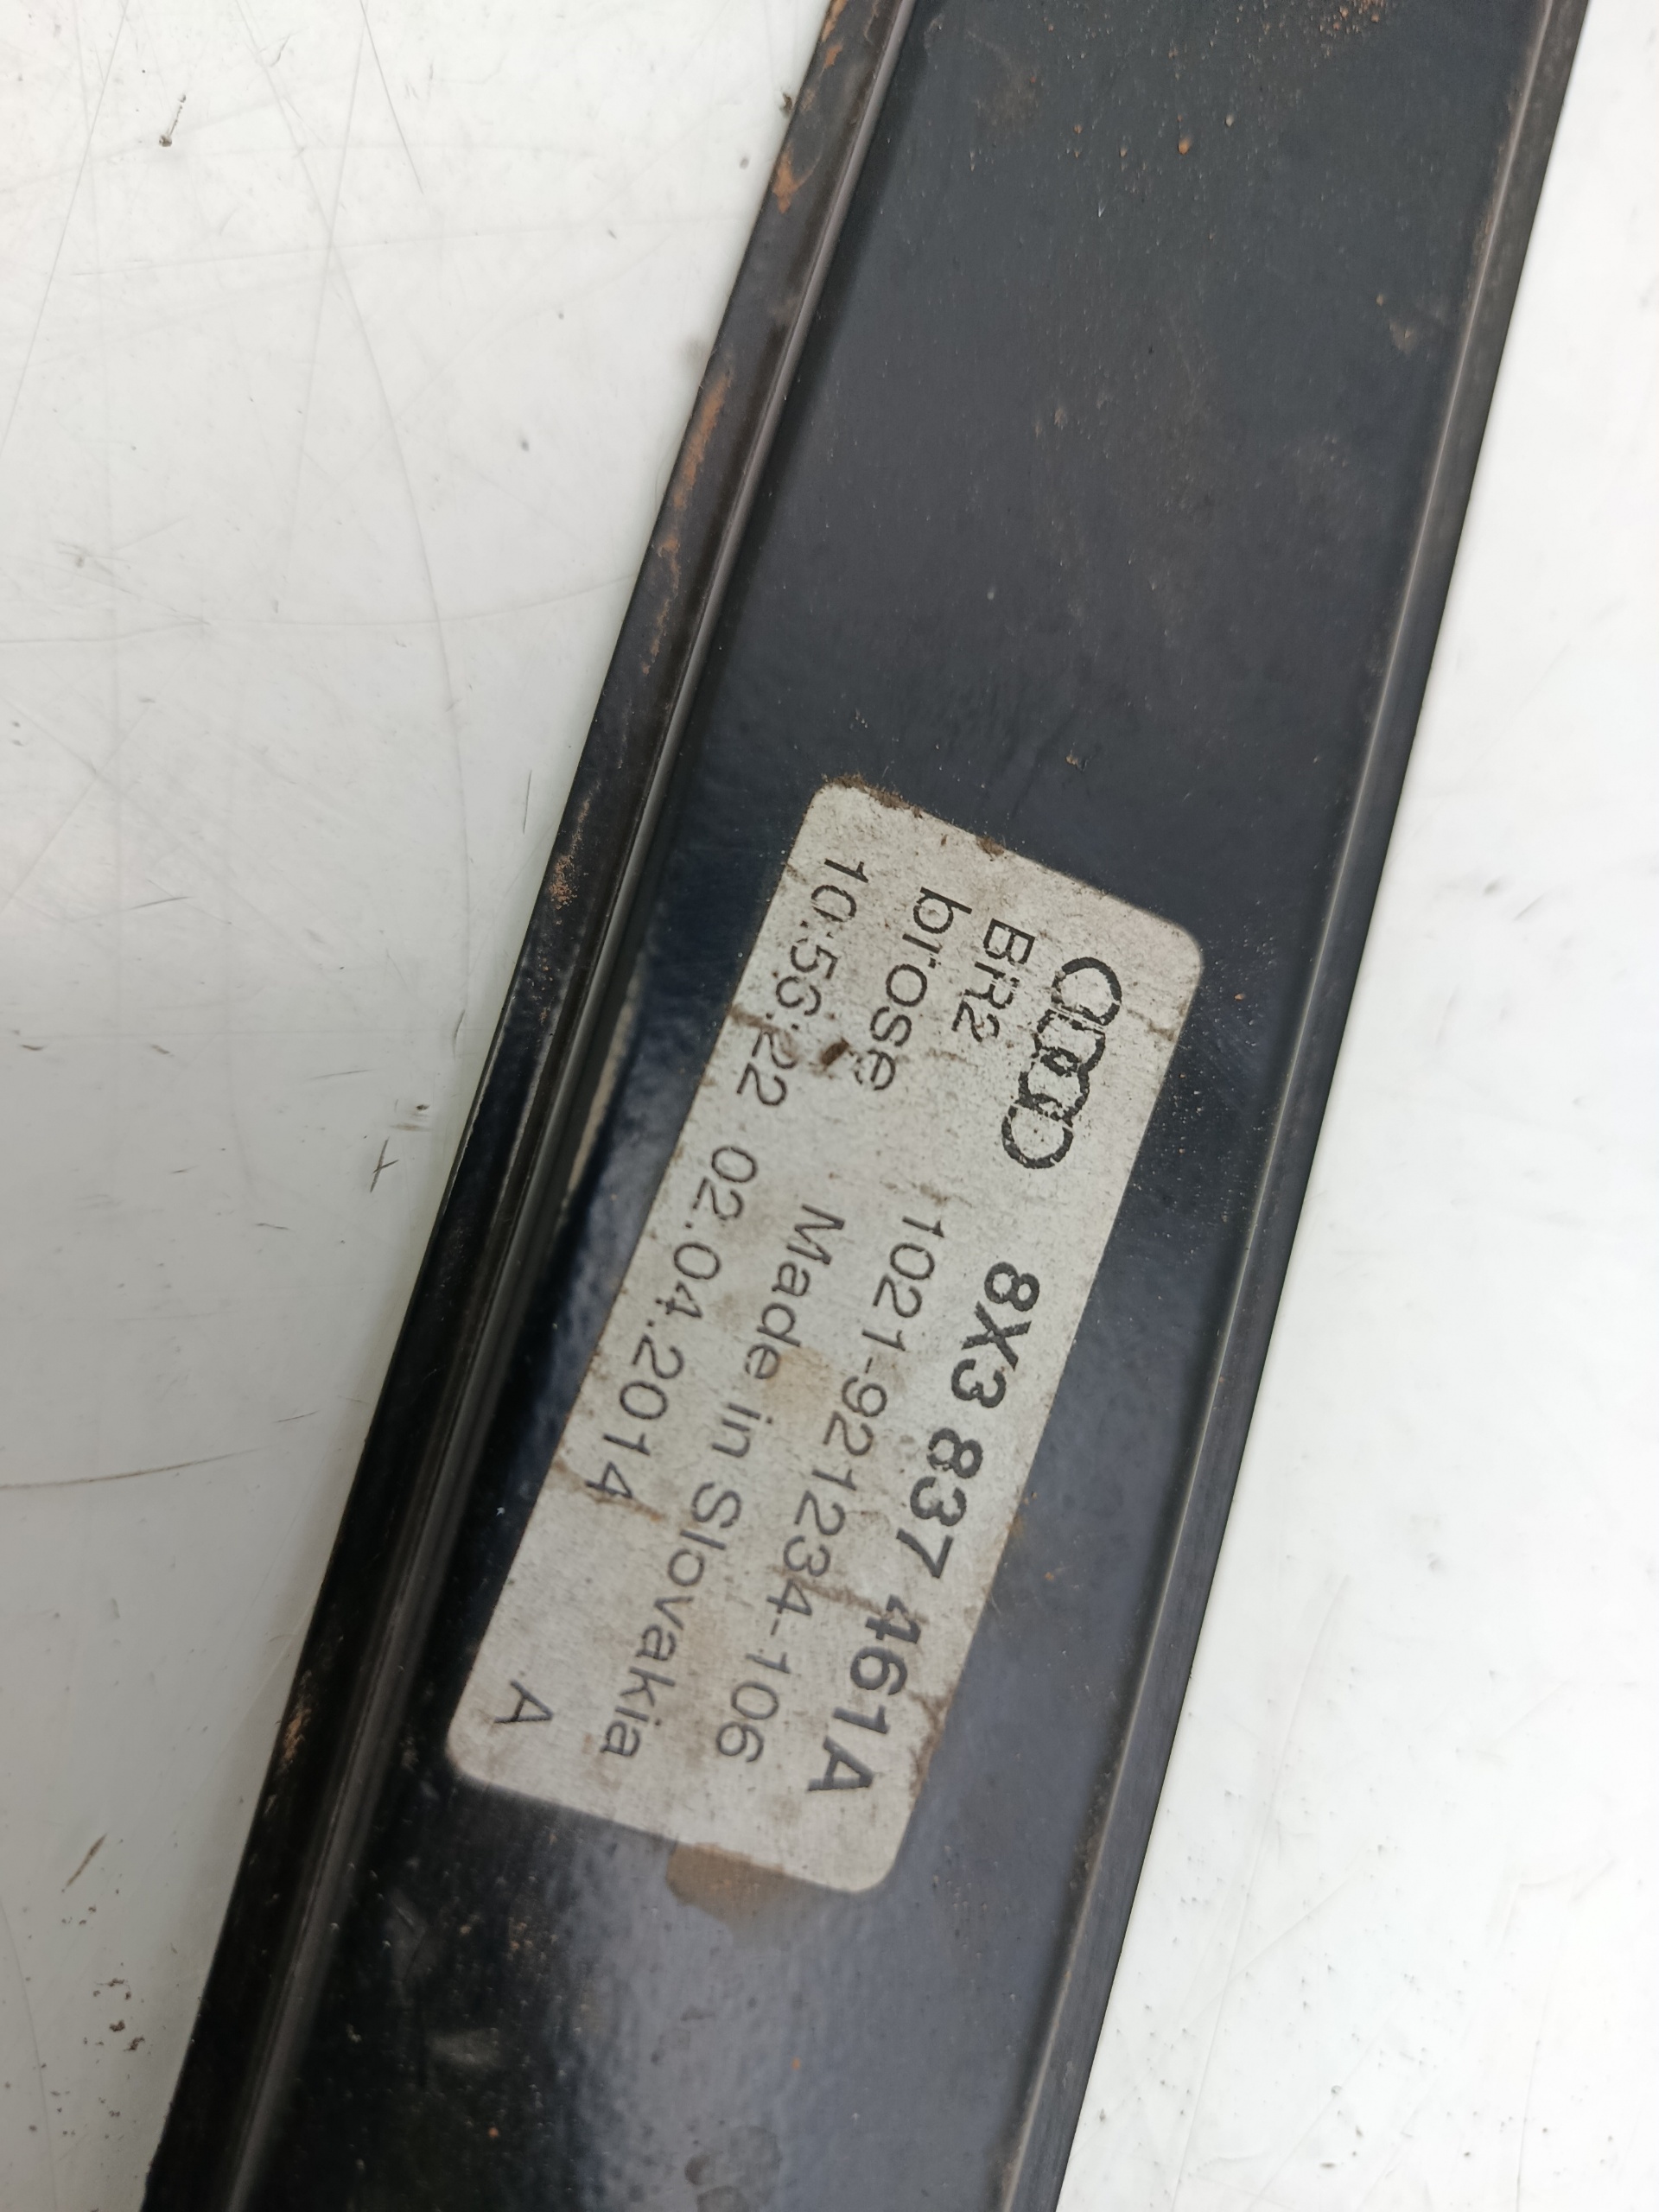 8X3 837 461A
BR2 1021-921234-106
brose Made in Slovakia
10:56:22 02.04.2014 A